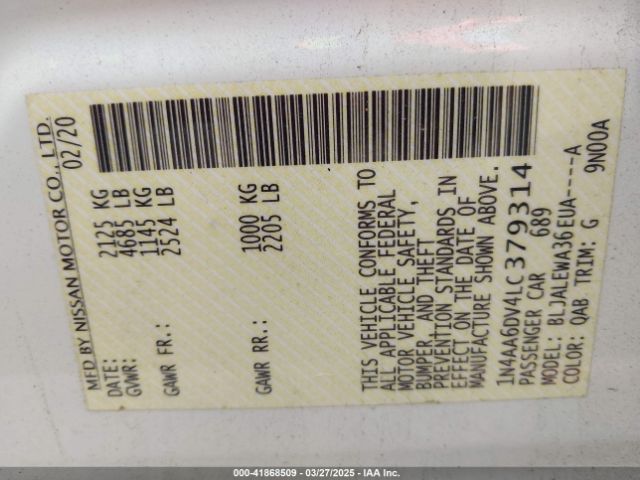 MFD BY NISSAN MOTOR CO., LTD.
DATE: 02/20
GVWR: 2125 KG
4685 LB
GAWR FR.: 1145 KG
2524 LB
GAWR RR.: 1000 KG
2205 LB
THIS VEHICLE CONFORMS TO
ALL APPLICABLE FEDERAL
MOTOR VEHICLE SAFETY,
BUMPER, AND THEFT
PREVENTION STANDARDS IN
EFFECT ON THE DATE OF
MANUFACTURE SHOWN ABOVE.
1N4AA6DV4LC379314
PASSENGER CAR 689
MODEL: BLJALEWA36EUA-----A
COLOR: QAB TRIM: G 9N00A
000-41868509 - 03/27/2025 - IAA Inc.